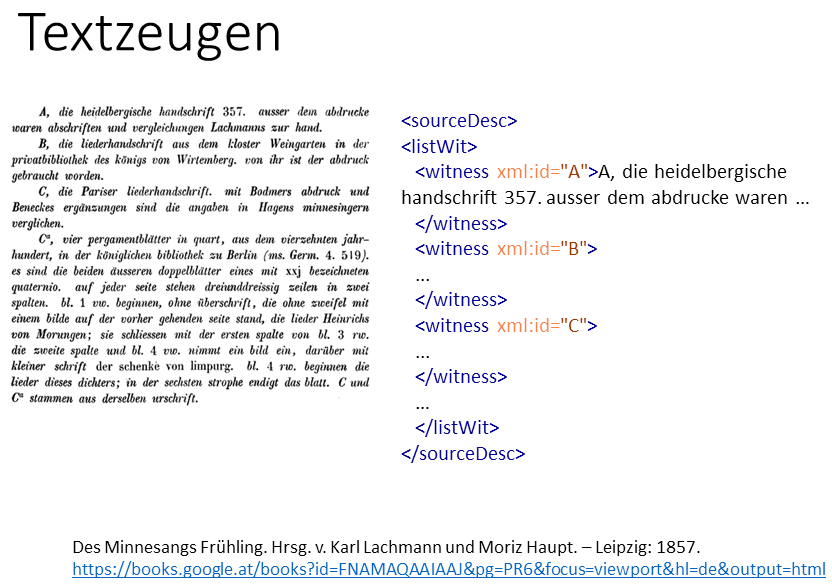 Textzeugen
A, die heidelbergische handschrift 357. ausser dem abdrucke
waren abschriften und vergleichungen Lachmanns zur hand.
B, die liederhandschrift aus dem kloster Weingarten in der
privatbibliothek des königs von Wirtemberg. von ihr ist der abdruck
gebraucht worden.
C, die Pariser liederhandschrift. mit Bodmers abdruck und
Beneckes ergänzungen sind die angaben in Hagens minnesingern
verglichen.
Cª, vier pergamentblätter in quart, aus dem vierzehnten jahr-
hundert, in der königlichen bibliothek zu Berlin (ms. Germ. 4. 519).
es sind die beiden äusseren doppelblätter eines mit xxj bezeichneten
quaternio. auf jeder seite stehen dreiunddreissig zeilen in zwei
spalten. bl. 1 vw. beginnen, ohne überschrift, die ohne zweifel mit
einem bilde auf der vorher gehenden seite stand, die lieder Heinrichs
von Morungen; sie schliessen mit der ersten spalte von bl. 3 rw.
die zweite spalte und bl. 4 vw. nimmt ein bild ein, darüber mit
kleiner schrift der schenke von limpurg. bl. 4 rw. beginnen die
lieder dieses dichters; in der sechsten strophe endigt das blatt. C und
Cª stammen aus derselben urschrift.
<sourceDesc>
<listWit>
<witness xml:id="A">A, die heidelbergische
handschrift 357. ausser dem abdrucke waren ...
</witness>
<witness xml:id="B">
...
</witness>
<witness xml:id="C">
...
</witness>
...
</listWit>
</sourceDesc>
Des Minnesangs Frühling. Hrsg. v. Karl Lachmann und Moriz Haupt. – Leipzig: 1857.
https://books.google.at/books?id=FNAMAQAAIAAJ&pg=PR6&focus=viewport&hl=de&output=html